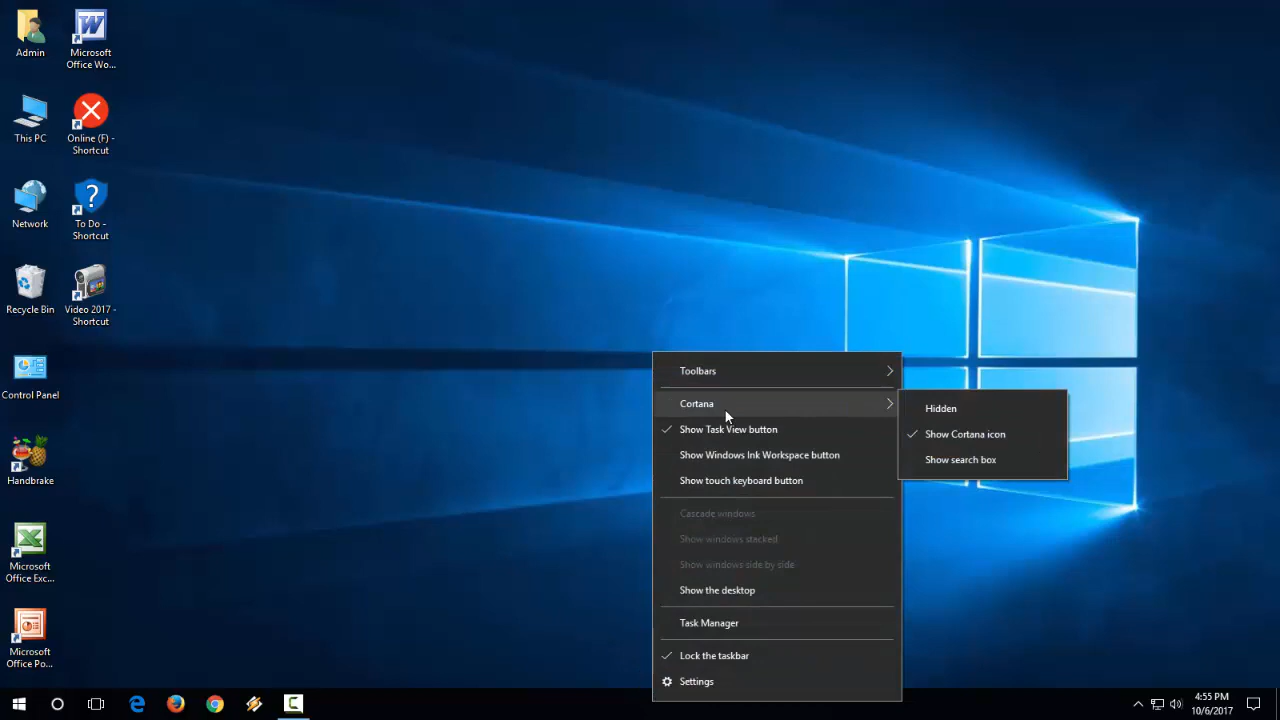 Admin
Microsoft
Office Wo...
This PC
Online (F) -
Shortcut
Network
To Do -
Shortcut
Recycle Bin
Video 2017 -
Shortcut
Control Panel
Handbrake
Microsoft
Office Exc...
Microsoft
Office Po...
Toolbars
Cortana
Show Task View button
Show Windows Ink Workspace button
Show touch keyboard button
Cascade windows
Show windows stacked
Show windows side by side
Show the desktop
Task Manager
Lock the taskbar
Settings
Hidden
Show Cortana icon
Show search box
4:55 PM
10/6/2017